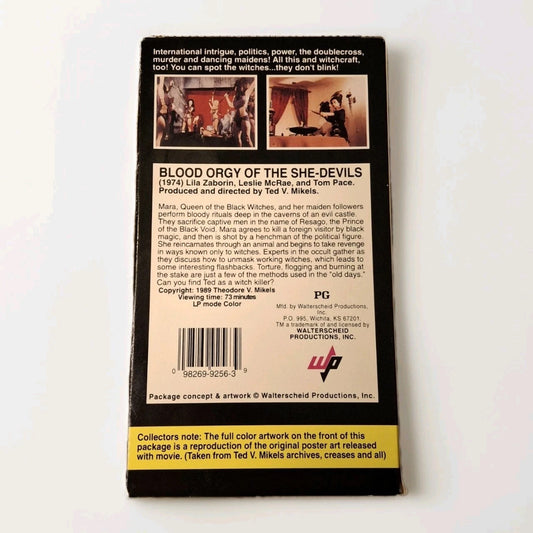 International intrigue, politics, power, the doublecross,
murder and dancing maidens! All this and witchcraft,
too! You can spot the witches...they don't blink!
BLOOD ORGY OF THE SHE-DEVILS
(1974) Lila Zaborin, Leslie McRae, and Tom Pace.
Produced and directed by Ted V. Mikels.
Mara, Queen of the Black Witches, and her maiden followers
perform bloody rituals deep in the caverns of an evil castle.
They sacrifice captive men in the name of Resago, the Prince
of the Black Void. Mara agrees to kill a foreign visitor by black
magic, and then is shot by a henchman of the political figure.
She reincarnates through an animal and begins to take revenge
in ways known only to witches. Experts in the occult gather as
they discuss how to unmask working witches, which leads to
some interesting flashbacks. Torture, flogging and burning at
the stake are just a few of the methods used in the "old days."
Can you find Ted as a witch killer?
Copyright: 1989 Theodore V. Mikels
Viewing time: 73 minutes
LP mode Color
PG
Mfd. by Walterscheid Productions,
Inc.
P.O. 995, Wichita, KS 67201.
TM a trademark of and licensed by
WALTERSCHEID
PRODUCTIONS, INC.
wp
0 98269-9256-3 9
Package concept & artwork © Walterscheid Productions, Inc.
Collectors note: The full color artwork on the front of this
package is a reproduction of the original poster art released
with movie. (Taken from Ted V. Mikels archives, creases and all)